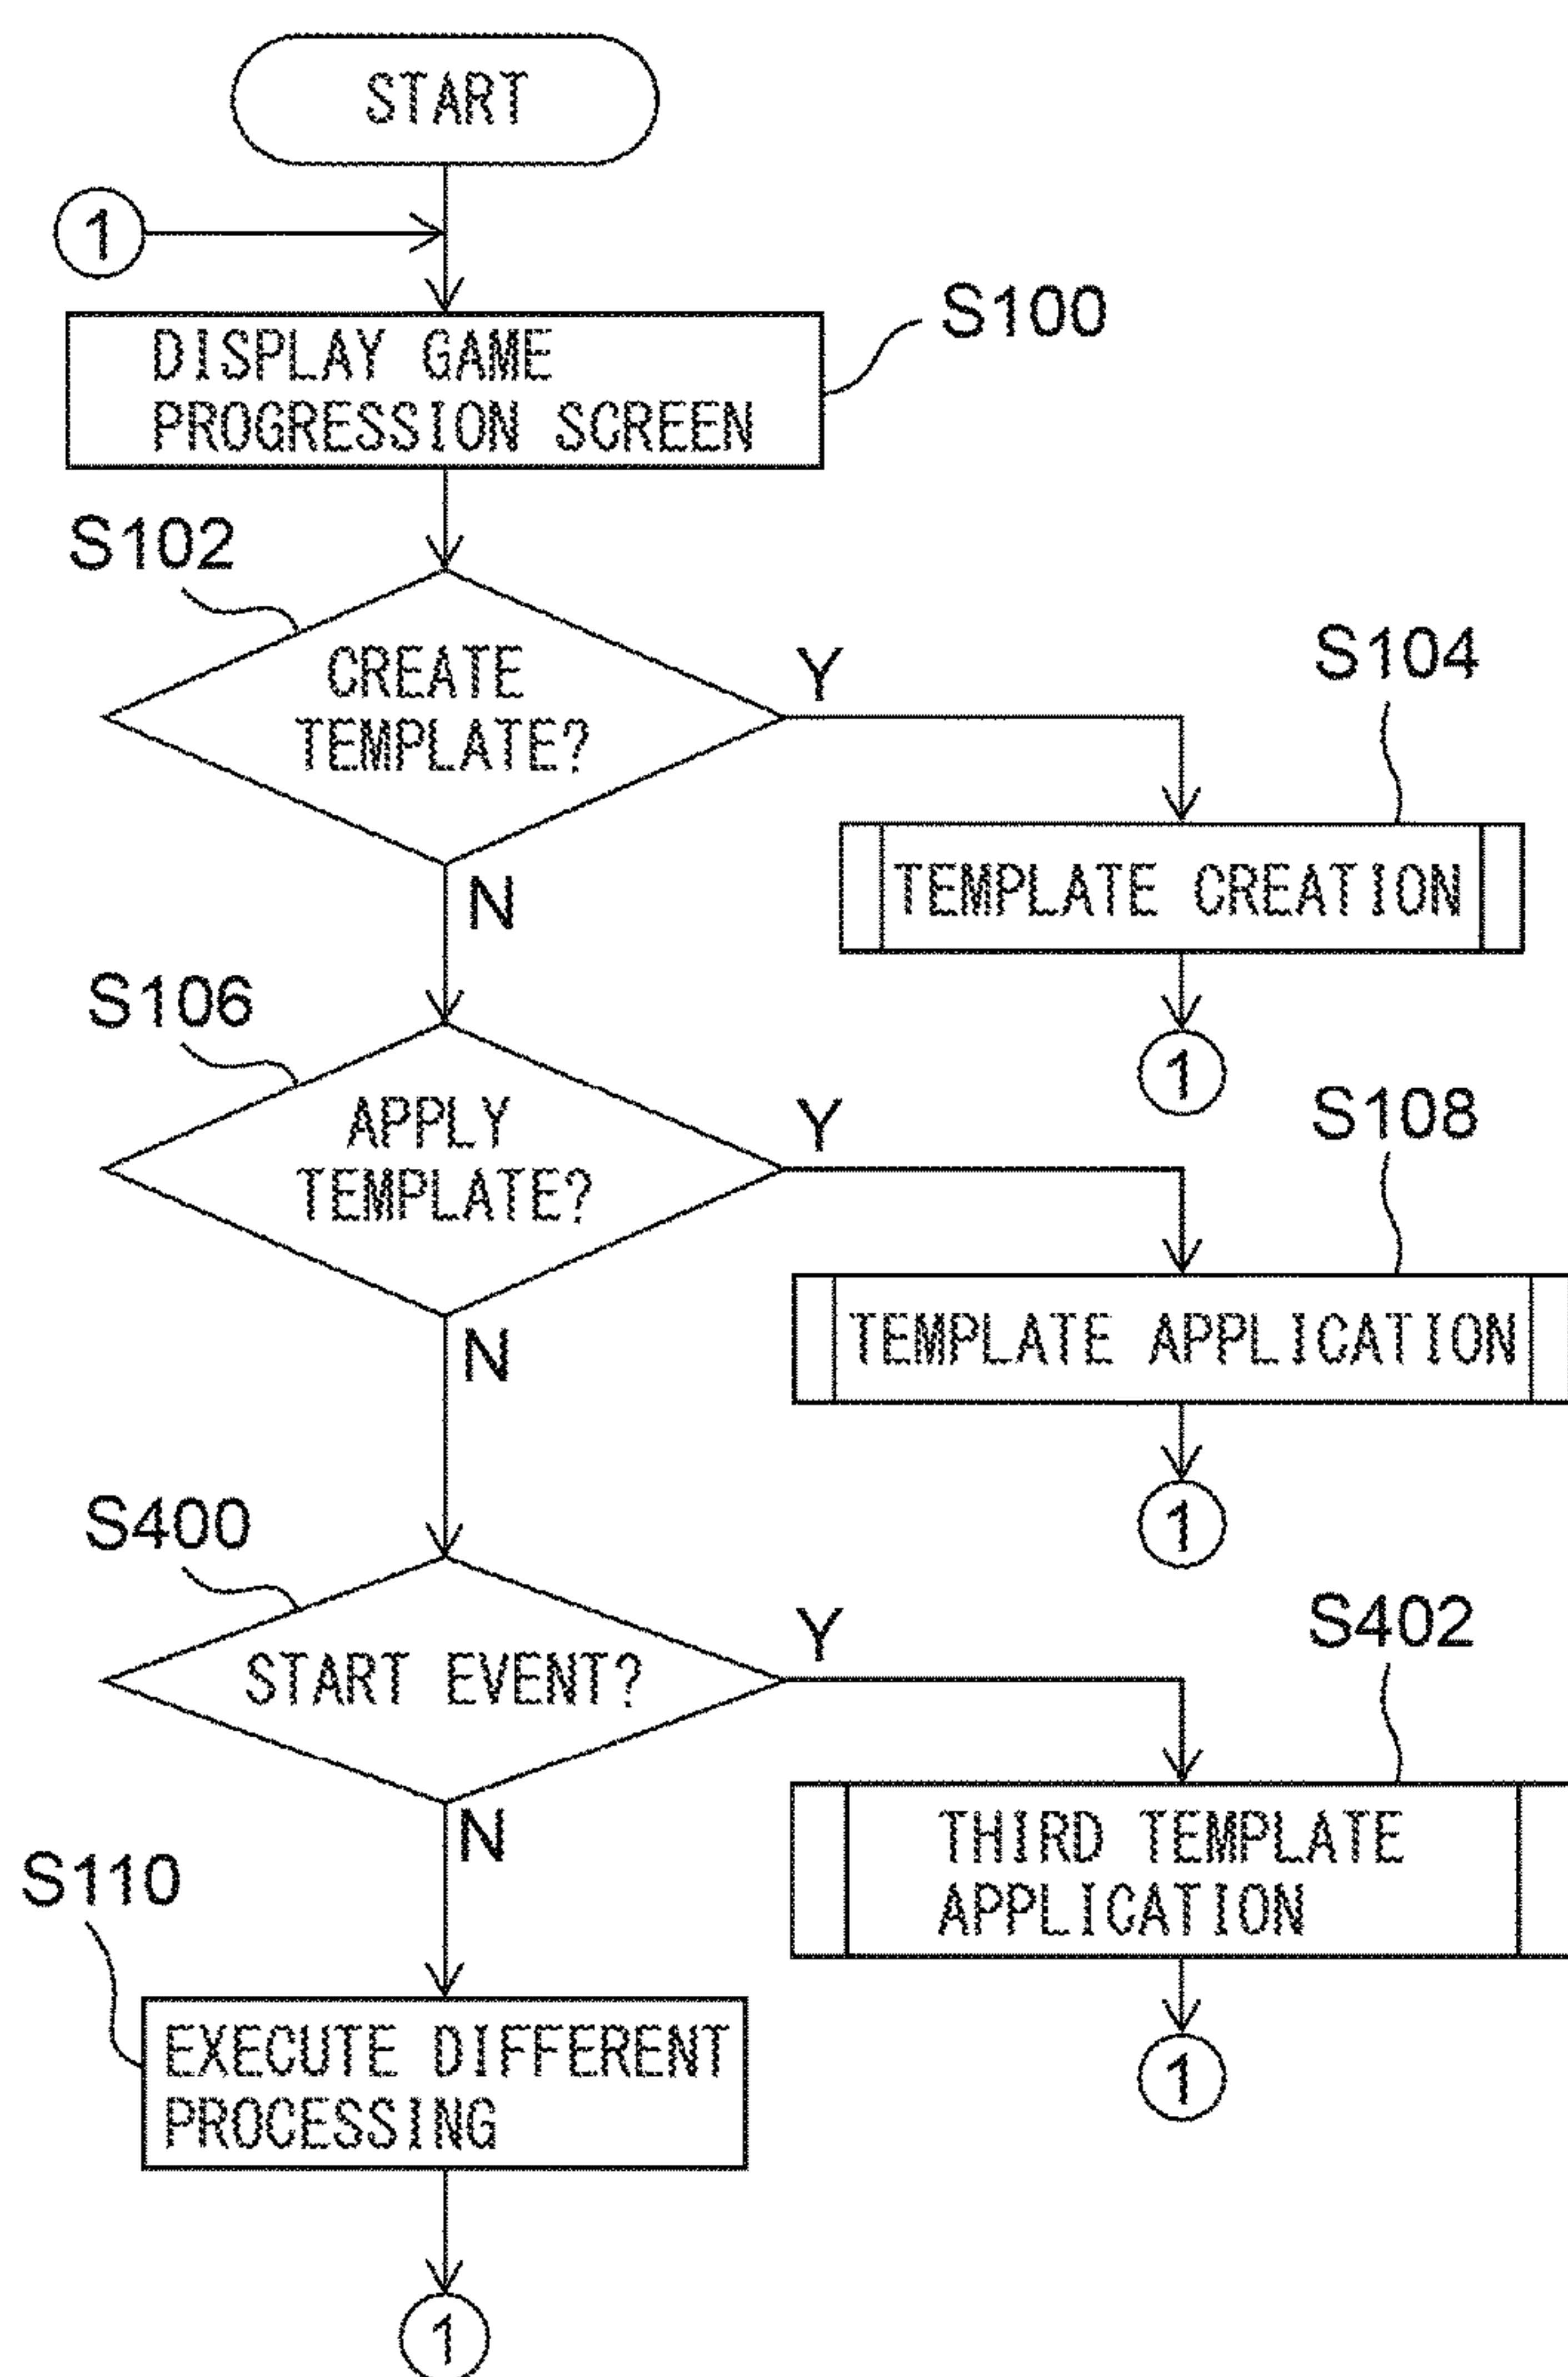 START
1
S100
DISPLAY GAME
PROGRESSION SCREEN
S102
CREATE
TEMPLATE?
Y
S104
TEMPLATE CREATION
1
N
S106
APPLY
TEMPLATE?
Y
S108
TEMPLATE APPLICATION
1
N
S400
START EVENT?
Y
S402
THIRD TEMPLATE
APPLICATION
1
N
S110
EXECUTE DIFFERENT
PROCESSING
1